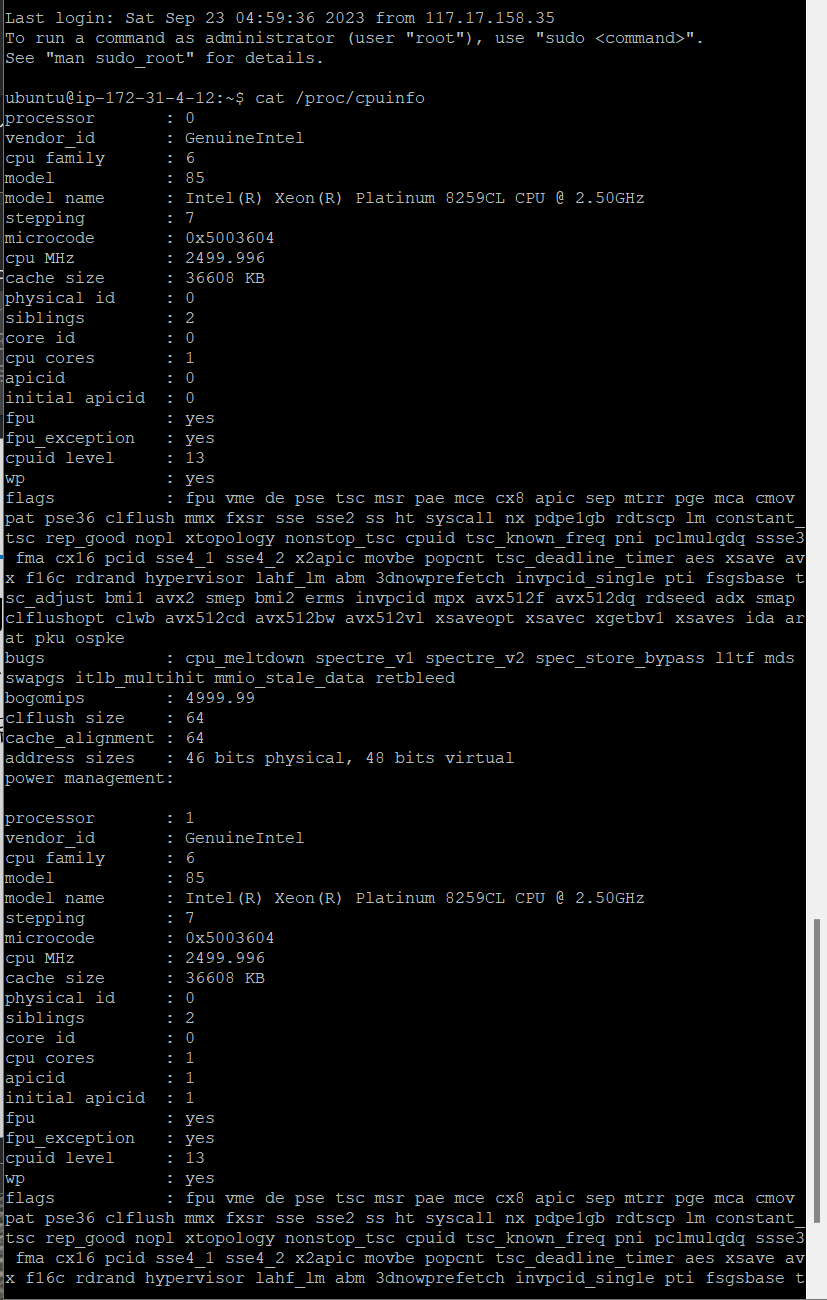 Last login: Sat Sep 23 04:59:36 2023 from 117.17.158.35
To run a command as administrator (user "root"), use "sudo <command>".
See "man sudo_root" for details.

ubuntu@ip-172-31-4-12:~$ cat /proc/cpuinfo
processor       : 0
vendor_id       : GenuineIntel
cpu family      : 6
model           : 85
model name      : Intel(R) Xeon(R) Platinum 8259CL CPU @ 2.50GHz
stepping        : 7
microcode       : 0x5003604
cpu MHz         : 2499.996
cache size      : 36608 KB
physical id     : 0
siblings        : 2
core id         : 0
cpu cores       : 1
apicid          : 0
initial apicid  : 0
fpu             : yes
fpu_exception   : yes
cpuid level     : 13
wp              : yes
flags           : fpu vme de pse tsc msr pae mce cx8 apic sep mtrr pge mca cmov
pat pse36 clflush mmx fxsr sse sse2 ss ht syscall nx pdpe1gb rdtscp lm constant_
tsc rep_good nopl xtopology nonstop_tsc cpuid tsc_known_freq pni pclmulqdq ssse3
 fma cx16 pcid sse4_1 sse4_2 x2apic movbe popcnt tsc_deadline_timer aes xsave av
x f16c rdrand hypervisor lahf_lm abm 3dnowprefetch invpcid_single pti fsgsbase t
sc_adjust bmi1 avx2 smep bmi2 erms invpcid mpx avx512f avx512dq rdseed adx smap
clflushopt clwb avx512cd avx512bw avx512vl xsaveopt xsavec xgetbv1 xsaves ida ar
at pku ospke
bugs            : cpu_meltdown spectre_v1 spectre_v2 spec_store_bypass l1tf mds
swapgs itlb_multihit mmio_stale_data retbleed
bogomips        : 4999.99
clflush size    : 64
cache_alignment : 64
address sizes   : 46 bits physical, 48 bits virtual
power management:

processor       : 1
vendor_id       : GenuineIntel
cpu family      : 6
model           : 85
model name      : Intel(R) Xeon(R) Platinum 8259CL CPU @ 2.50GHz
stepping        : 7
microcode       : 0x5003604
cpu MHz         : 2499.996
cache size      : 36608 KB
physical id     : 0
siblings        : 2
core id         : 0
cpu cores       : 1
apicid          : 1
initial apicid  : 1
fpu             : yes
fpu_exception   : yes
cpuid level     : 13
wp              : yes
flags           : fpu vme de pse tsc msr pae mce cx8 apic sep mtrr pge mca cmov
pat pse36 clflush mmx fxsr sse sse2 ss ht syscall nx pdpe1gb rdtscp lm constant_
tsc rep_good nopl xtopology nonstop_tsc cpuid tsc_known_freq pni pclmulqdq ssse3
 fma cx16 pcid sse4_1 sse4_2 x2apic movbe popcnt tsc_deadline_timer aes xsave av
x f16c rdrand hypervisor lahf_lm abm 3dnowprefetch invpcid_single pti fsgsbase t